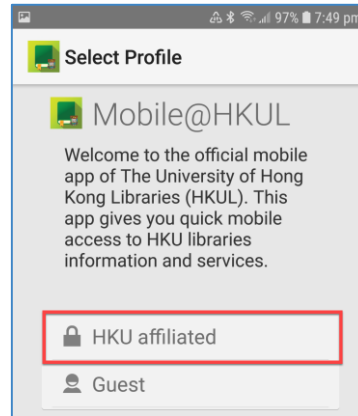 97% 7:49 pm
Select Profile
Mobile@HKUL
Welcome to the official mobile
app of The University of Hong
Kong Libraries (HKUL). This
app gives you quick mobile
access to HKU libraries
information and services.
HKU affiliated
Guest